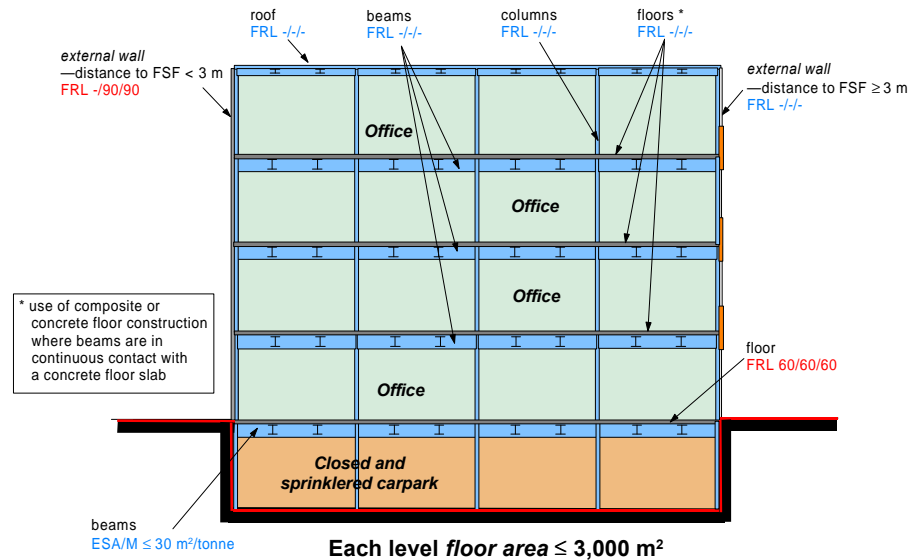 roof
FRL -/-/-
beams
FRL -/-/-
columns
FRL -/-/-
floors *
FRL -/-/-
external wall
—distance to FSF < 3 m
FRL -/90/90
external wall
—distance to FSF ≥ 3 m
FRL -/-/-
Office
Office
Office
* use of composite or
concrete floor construction
where beams are in
continuous contact with
a concrete floor slab
floor
FRL 60/60/60
Office
Closed and
sprinklered carpark
beams
ESA/M ≤ 30 m²/tonne
Each level floor area ≤ 3,000 m²